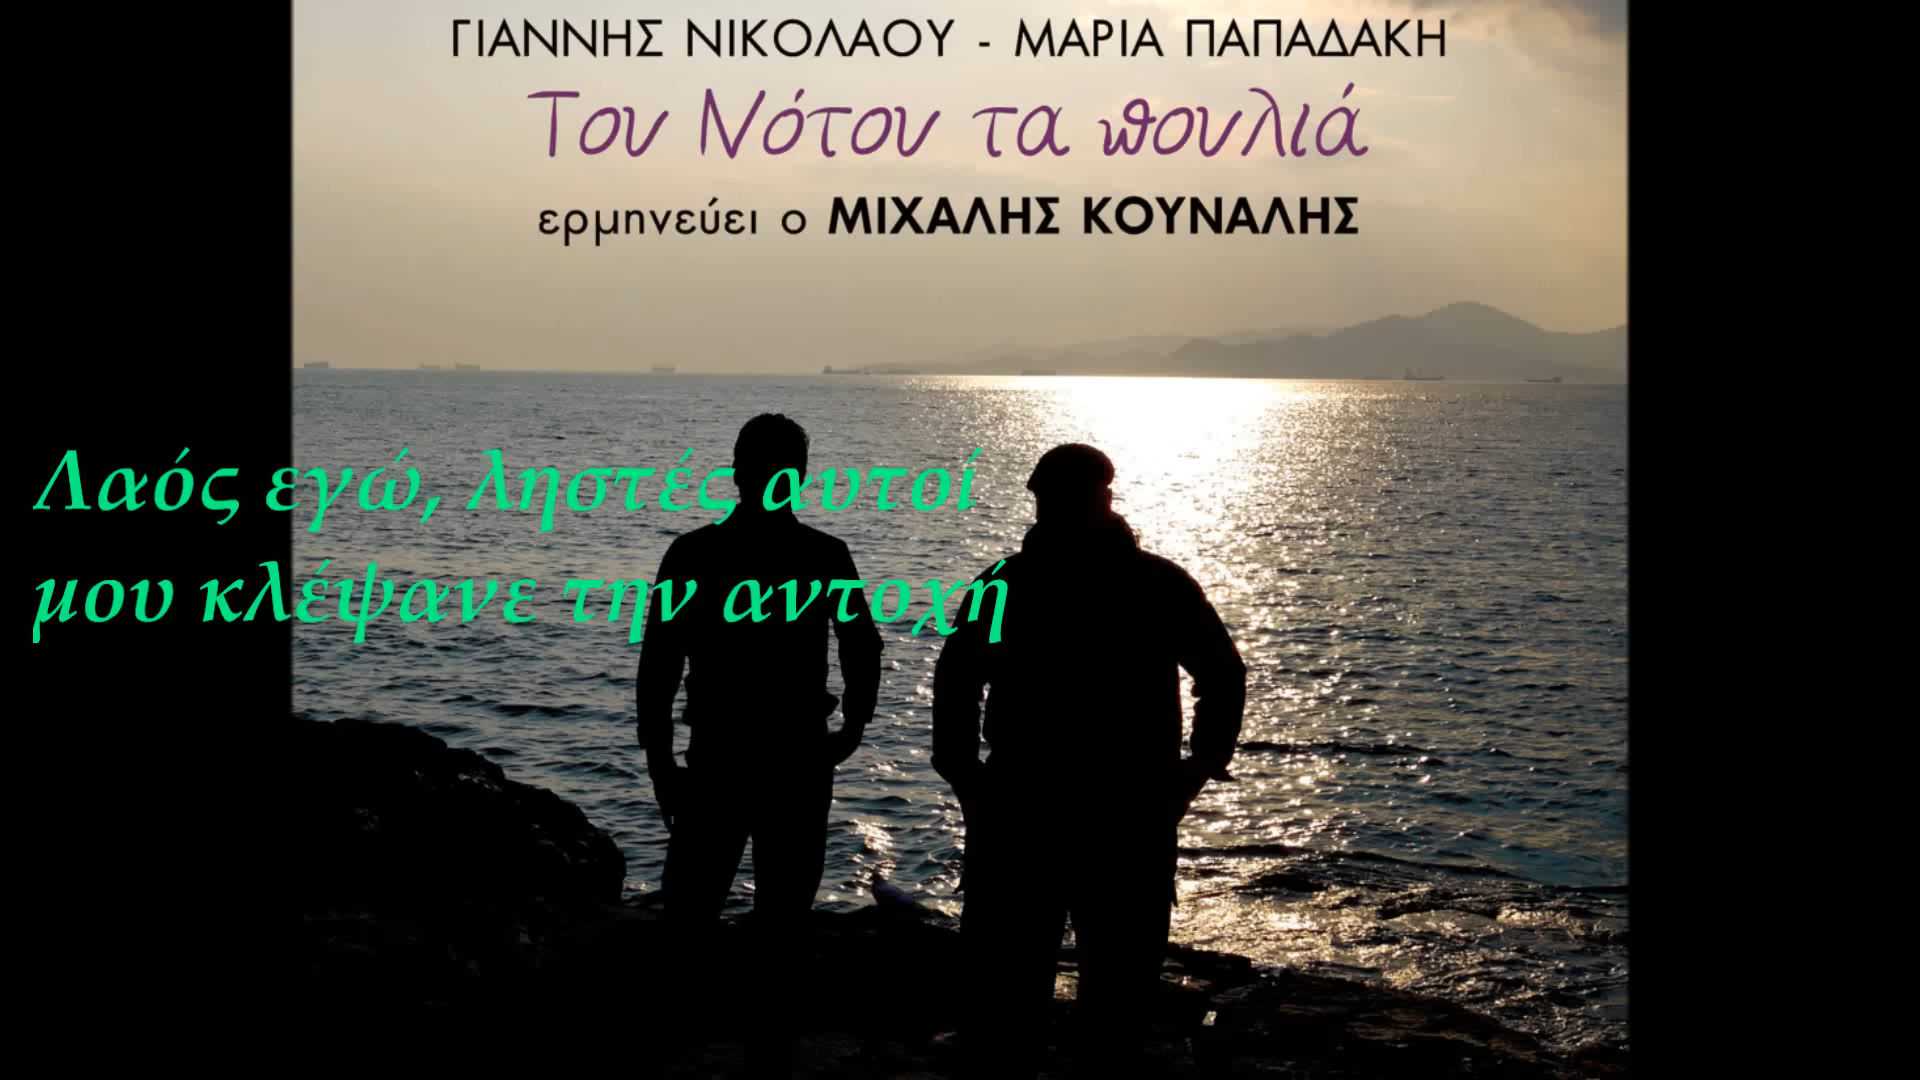 ΓΙΑΝΝΗΣ ΝΙΚΟΛΑΟΥ - ΜΑΡΙΑ ΠΑΠΑΔΑΚΗ
Του Νότου τα πουλιά
ερμηνεύει ο ΜΙΧΑΛΗΣ ΚΟΥΝΑΛΗΣ
Λαός εγώ, ληστές αυτοί
μου κλέψανε την αντοχή